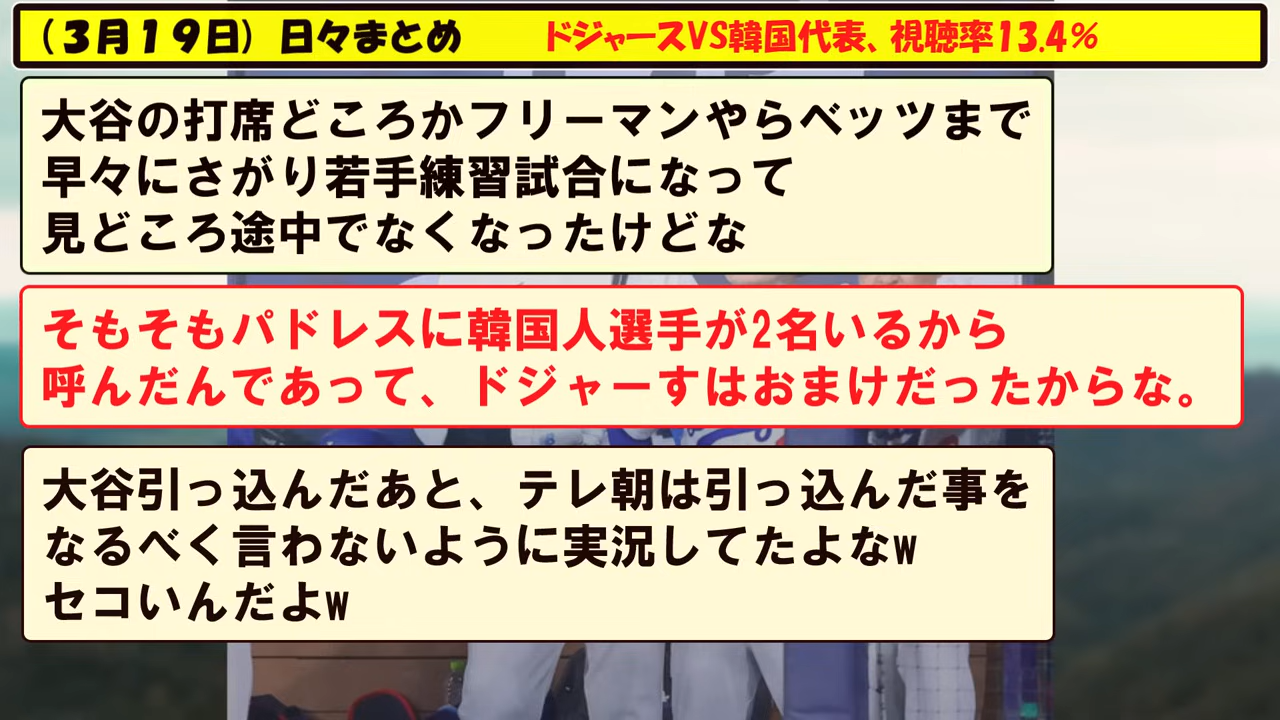 (３月１９日) 日々まとめ ドジャースVS韓国代表、視聴率13.4%
大谷の打席どころかフリーマンやらベッツまで
早々にさがり若手練習試合になって
見どころ途中でなくなったけどな
そもそもパドレスに韓国人選手が2名いるから
呼んだんであって、ドジャーすはおまけだったからな。
大谷引っ込んだあと、テレ朝は引っ込んだ事を
なるべく言わないように実況してたよなw
セコいんだよw